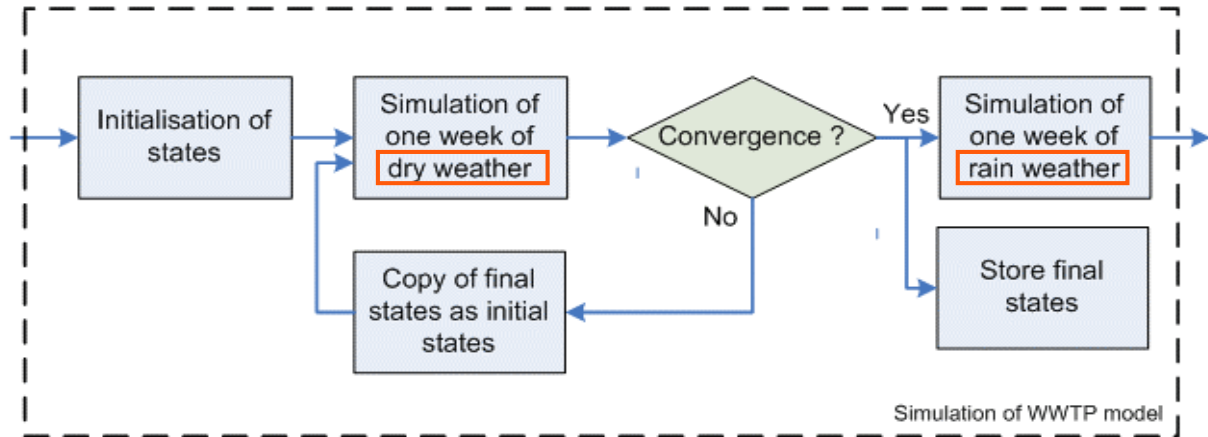 Initialisation of
states
Simulation of
one week of
dry weather
Convergence ?
Yes
No
Simulation of
one week of
rain weather
Copy of final
states as initial
states
Store final
states
Simulation of WWTP model